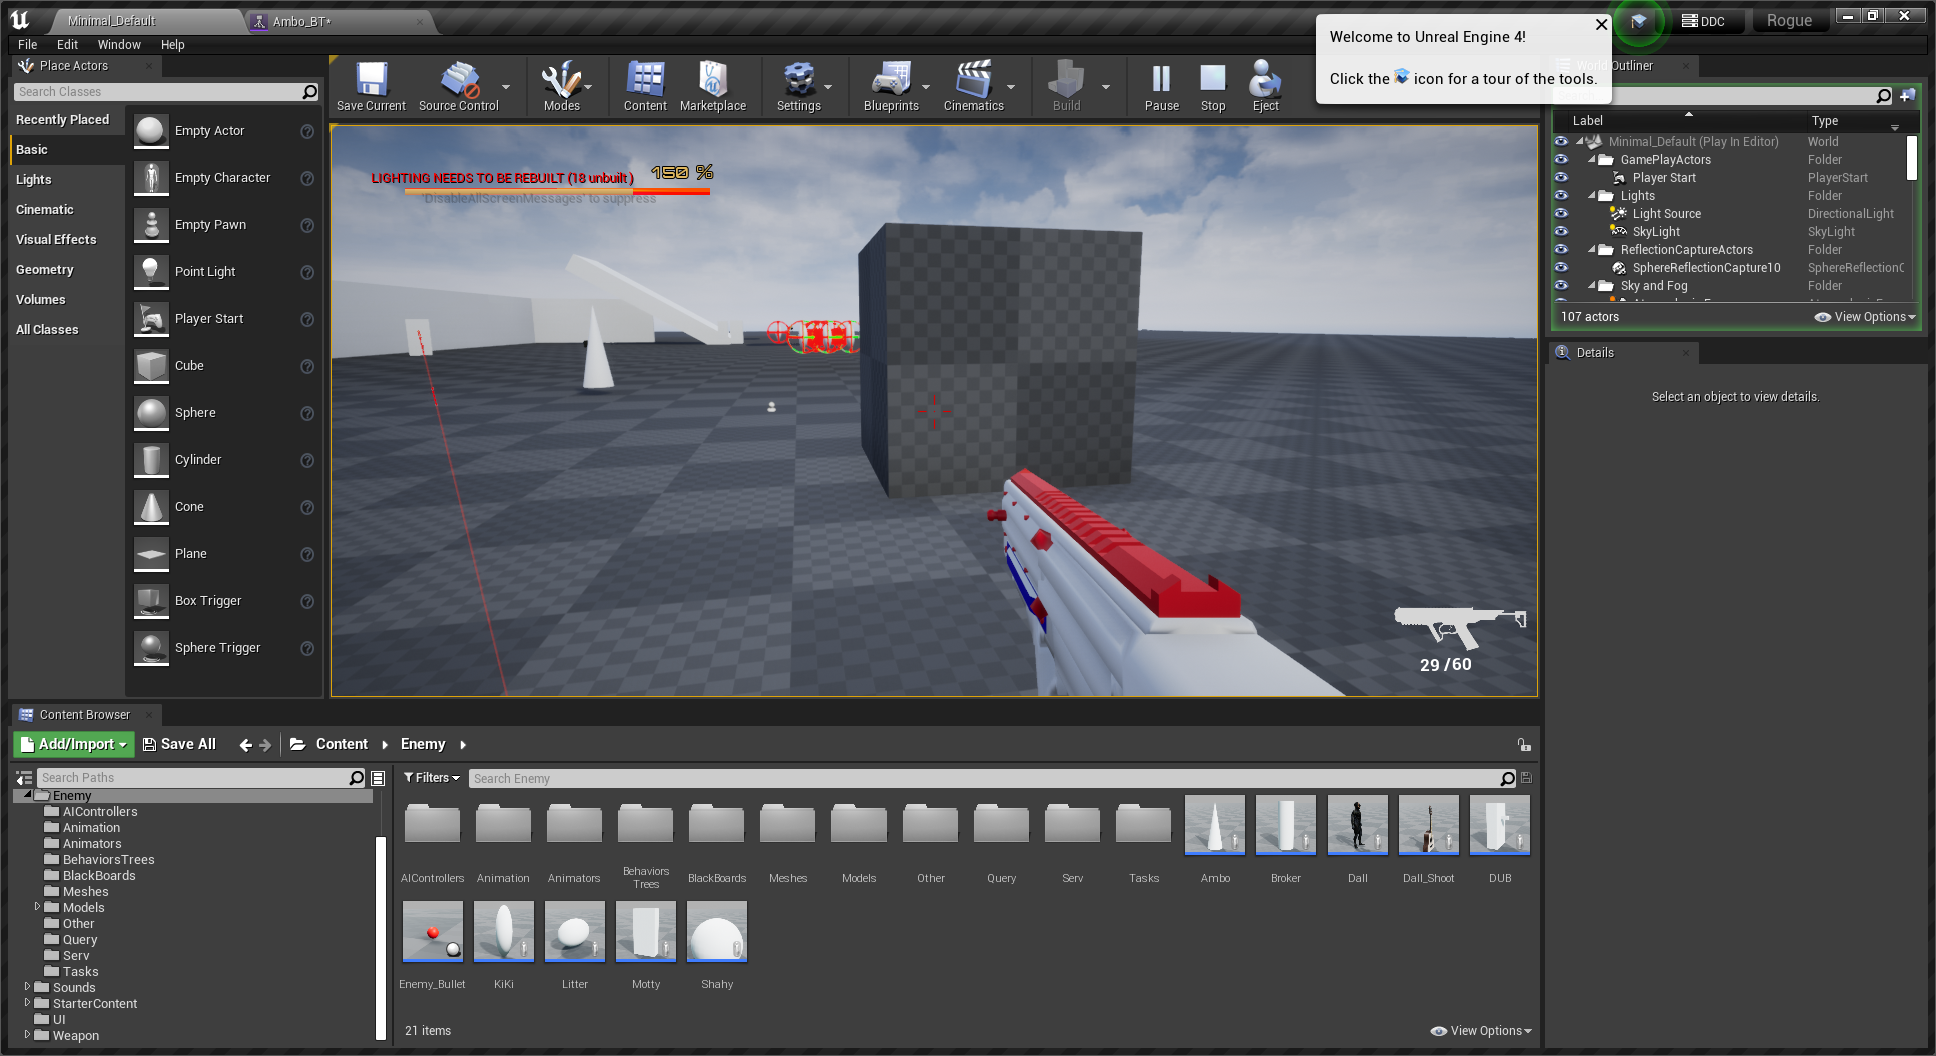 Minimal_Default
Ambo_BT*
DDC
Rogue
File Edit Window Help
Welcome to Unreal Engine 4!
Click the icon for a tour of the tools.
Place Actors
Search Classes
Recently Placed
Basic
Lights
Cinematic
Visual Effects
Geometry
Volumes
All Classes
Empty Actor
Empty Character
Empty Pawn
Point Light
Player Start
Cube
Sphere
Cylinder
Cone
Plane
Box Trigger
Sphere Trigger
Save Current
Source Control
Modes
Content
Marketplace
Settings
Blueprints
Cinematics
Build
Pause
Stop
Eject
LIGHTING NEEDS TO BE REBUILT (18 unbuilt )
150 %
'DisableAllScreenMessages' to suppress
29 /60
World Outliner
Label Type
Minimal_Default (Play In Editor) World
GamePlayActors Folder
Player Start PlayerStart
Lights Folder
Light Source DirectionalLight
SkyLight SkyLight
ReflectionCaptureActors Folder
SphereReflectionCapture10 SphereReflectionC
Sky and Fog Folder
107 actors
View Options
Details
Select an object to view details.
Content Browser
Add/Import
Save All
Content
Enemy
Search Paths
Enemy
AIControllers
Animation
Animators
BehaviorsTrees
BlackBoards
Meshes
Models
Other
Query
Serv
Tasks
Sounds
StarterContent
UI
Weapon
Filters
Search Enemy
AIControllers
Animation
Animators
Behaviors
Trees
BlackBoards
Meshes
Models
Other
Query
Serv
Tasks
Ambo
Broker
Dall
Dall_Shoot
DUB
Enemy_Bullet
KiKi
Litter
Motty
Shahy
21 items
View Options